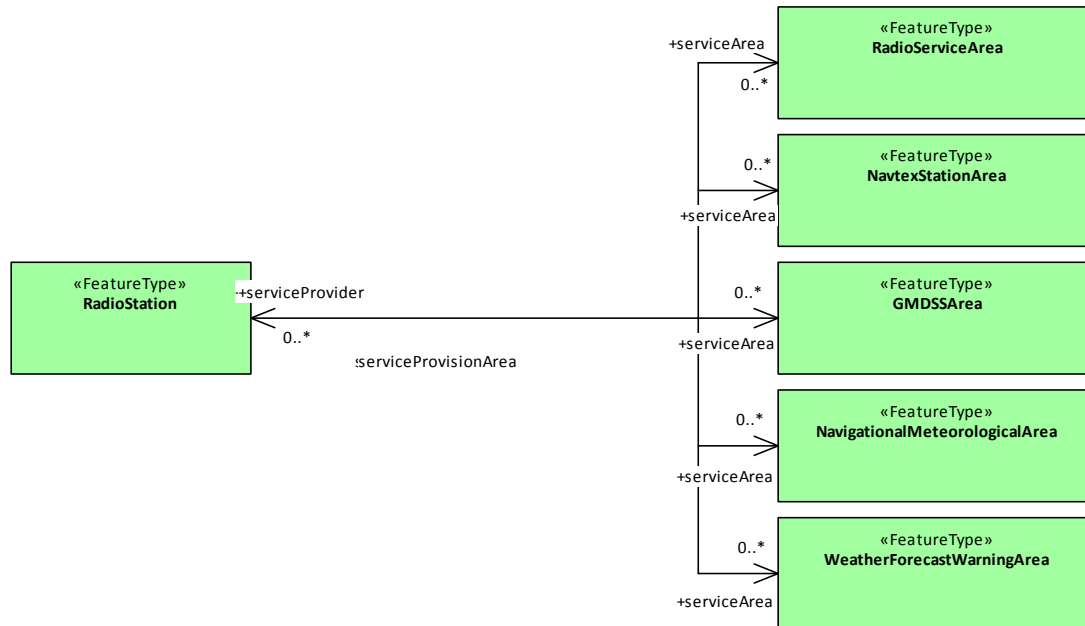 +serviceArea
«FeatureType»
RadioServiceArea
0..*
0..*
«FeatureType»
NavtexStationArea
+serviceArea
«FeatureType»
RadioStation
+serviceProvider
0..*
serviceProvisionArea
0..*
«FeatureType»
GMDSSArea
+serviceArea
0..*
«FeatureType»
NavigationalMeteorologicalArea
+serviceArea
0..*
«FeatureType»
WeatherForecastWarningArea
+serviceArea